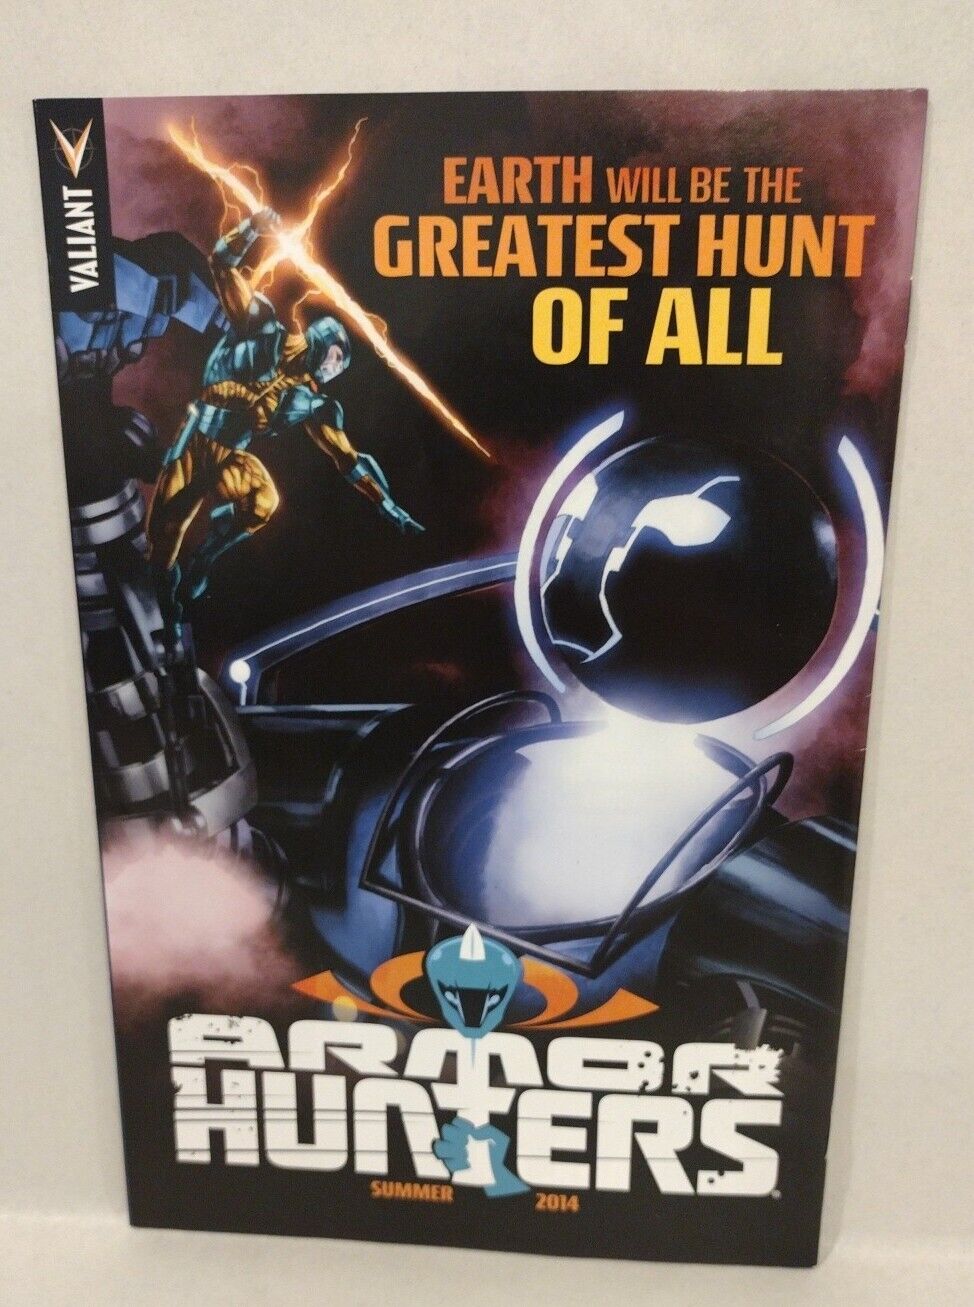 VALIANT
EARTH WILL BE THE
GREATEST HUNT
OF ALL
ARMOR
HUNTERS
SUMMER 2014